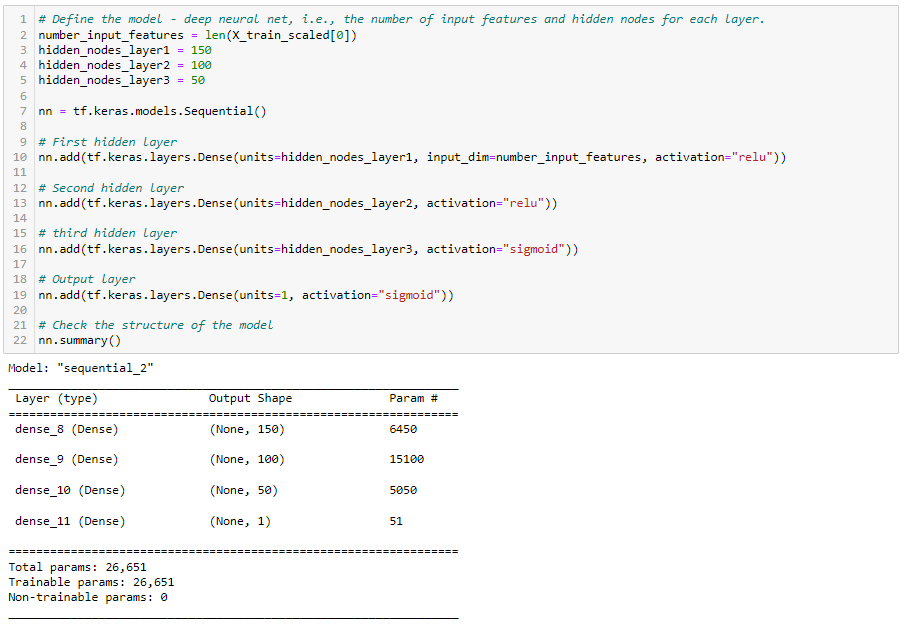 1 # Define the model - deep neural net, i.e., the number of input features and hidden nodes for each layer.
2 number_input_features = len(X_train_scaled[0])
3 hidden_nodes_layer1 = 150
4 hidden_nodes_layer2 = 100
5 hidden_nodes_layer3 = 50
6
7 nn = tf.keras.models.Sequential()
8
9 # First hidden layer
10 nn.add(tf.keras.layers.Dense(units=hidden_nodes_layer1, input_dim=number_input_features, activation="relu"))
11
12 # Second hidden layer
13 nn.add(tf.keras.layers.Dense(units=hidden_nodes_layer2, activation="relu"))
14
15 # third hidden layer
16 nn.add(tf.keras.layers.Dense(units=hidden_nodes_layer3, activation="sigmoid"))
17
18 # Output layer
19 nn.add(tf.keras.layers.Dense(units=1, activation="sigmoid"))
20
21 # Check the structure of the model
22 nn.summary()
Model: "sequential_2"
_________________________________________________________________
Layer (type) Output Shape Param #
=================================================================
dense_8 (Dense) (None, 150) 6450
dense_9 (Dense) (None, 100) 15100
dense_10 (Dense) (None, 50) 5050
dense_11 (Dense) (None, 1) 51
=================================================================
Total params: 26,651
Trainable params: 26,651
Non-trainable params: 0
_________________________________________________________________